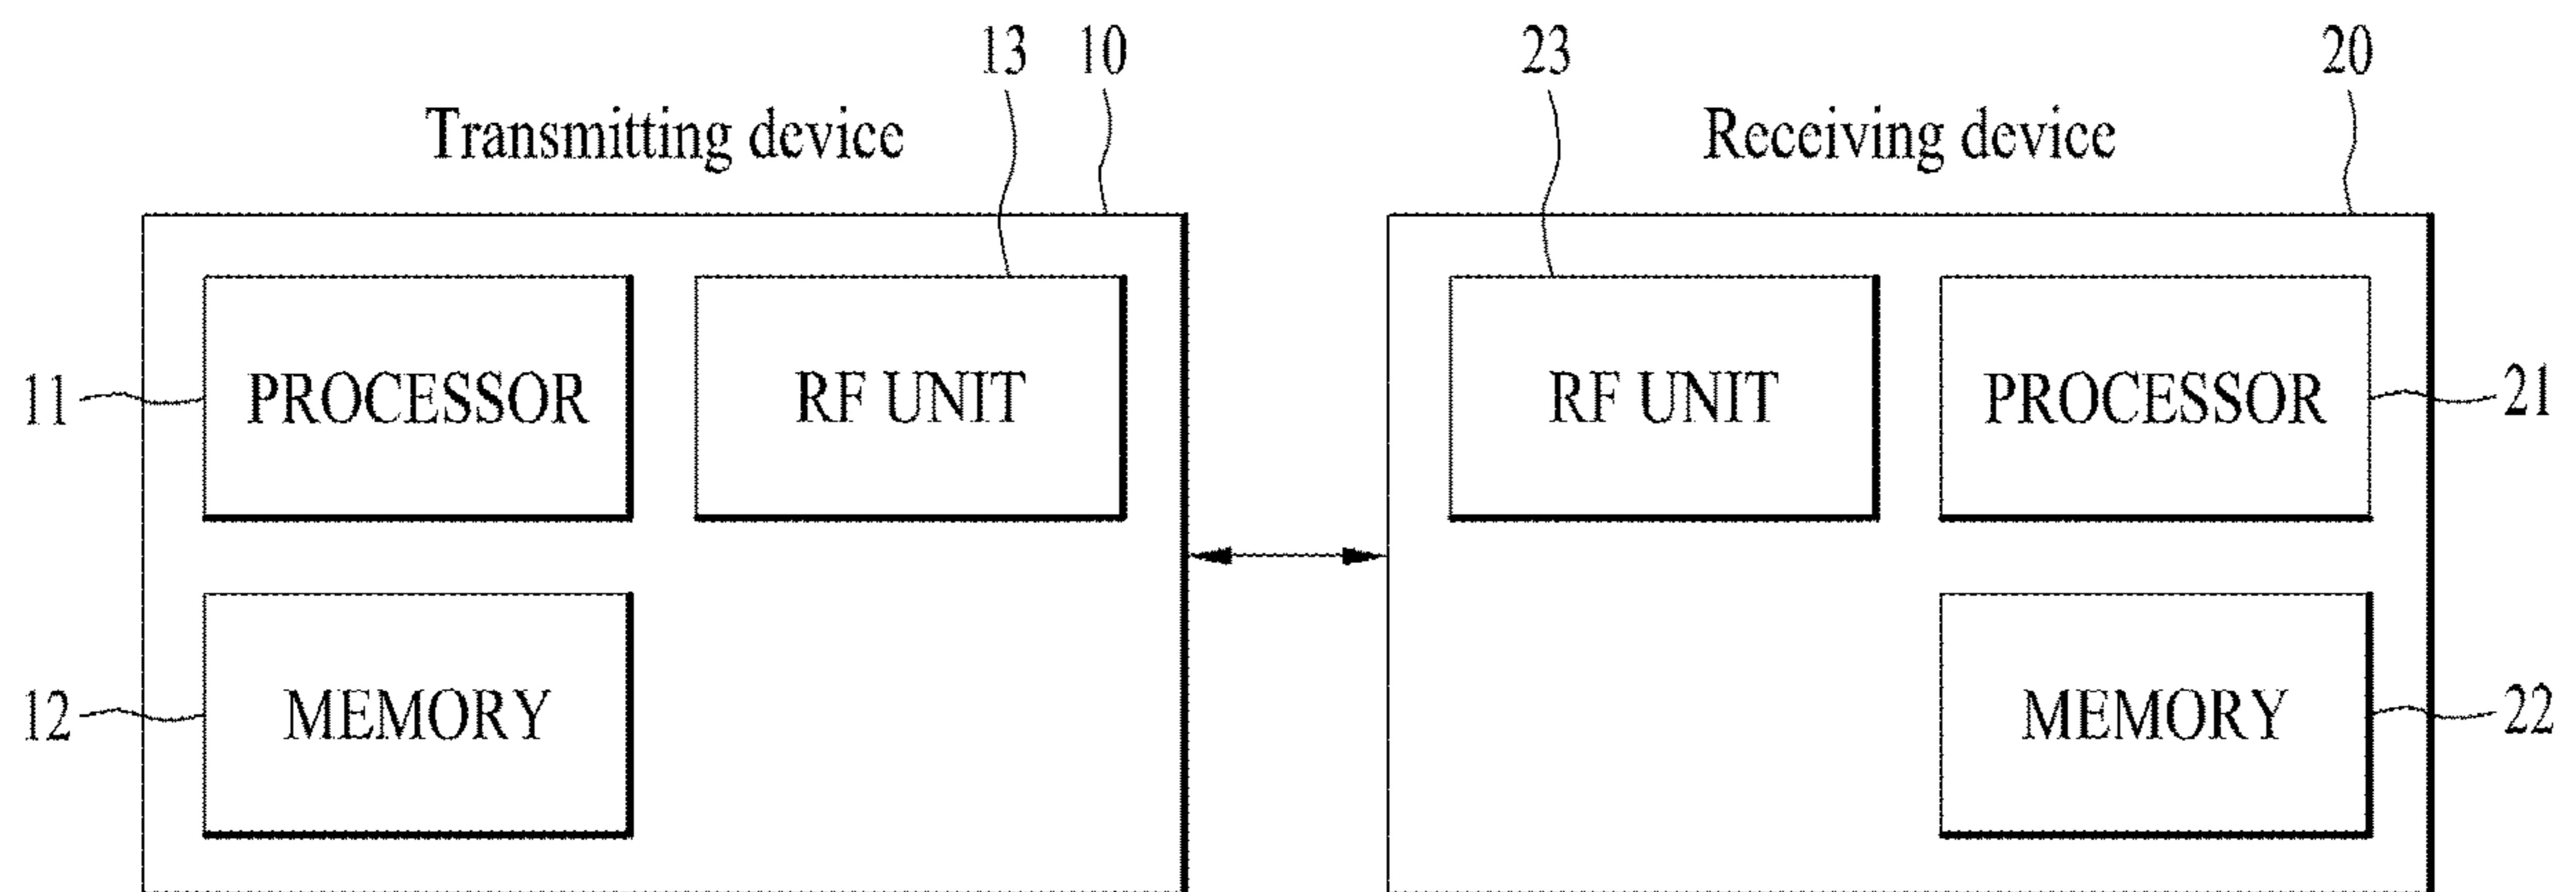 13 10 23 20
Transmitting device Receiving device
11 PROCESSOR RF UNIT RF UNIT PROCESSOR 21
12 MEMORY MEMORY 22